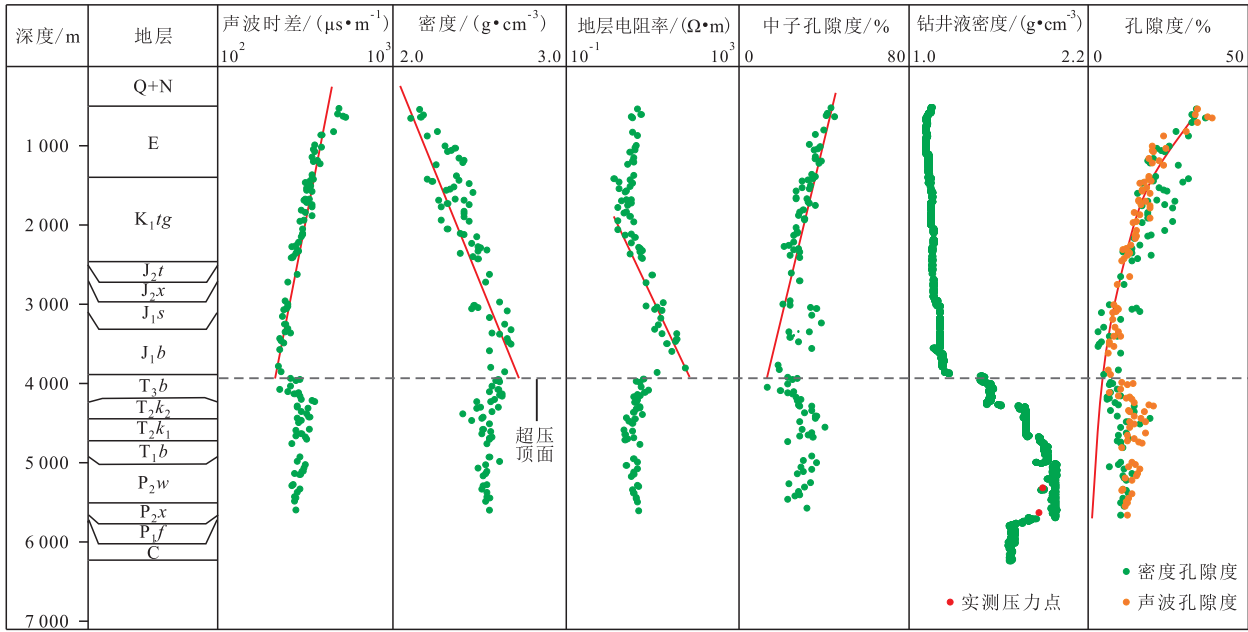 深度/m
地层
声波时差/(μs•m⁻¹)
10² 10³
密度/(g•cm⁻³)
2.0 3.0
地层电阻率/(Ω•m)
10⁻¹ 10³
中子孔隙度/%
0 80
钻井液密度/(g•cm⁻³)
1.0 2.2
孔隙度/%
0 50
Q+N
E
1 000
K₁tg
2 000
J₂t
J₂x
3 000
J₁s
J₁b
4 000
T₃b
T₂k₂
T₂k₁
T₁b
5 000
P₂w
P₂x
P₁f
6 000
C
7 000
超压
顶面
实测压力点
密度孔隙度
声波孔隙度